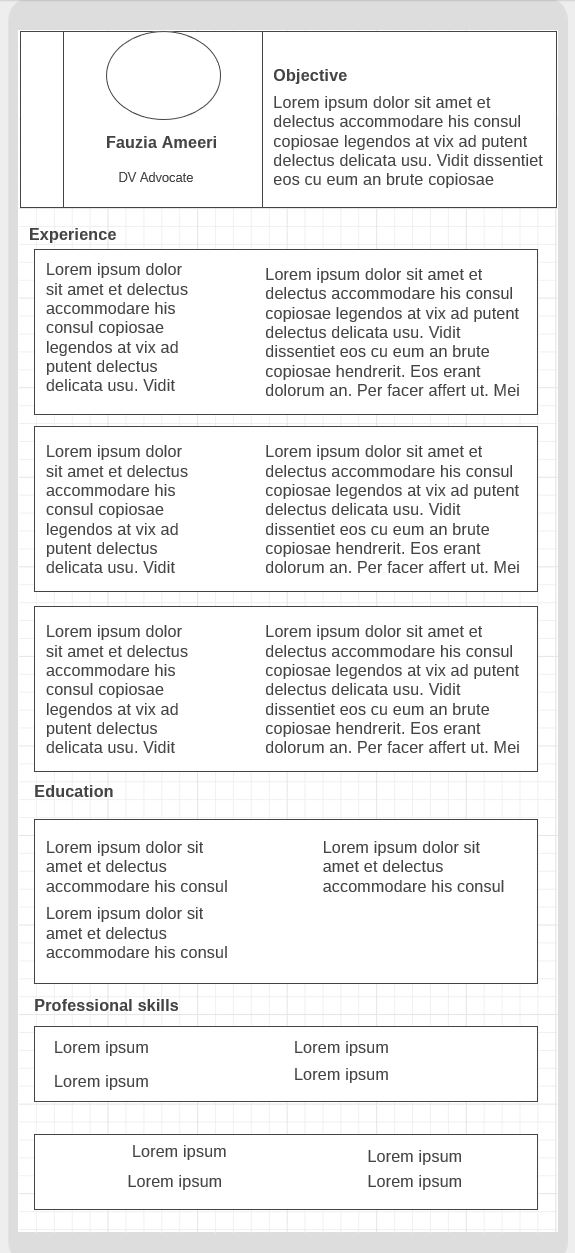 Fauzia Ameeri
DV Advocate
Objective
Lorem ipsum dolor sit amet et
delectus accommodare his consul
copiosae legendos at vix ad putent
delectus delicata usu. Vidit dissentiet
eos cu eum an brute copiosae
Experience
Lorem ipsum dolor
sit amet et delectus
accommodare his
consul copiosae
legendos at vix ad
putent delectus
delicata usu. Vidit
Lorem ipsum dolor sit amet et
delectus accommodare his consul
copiosae legendos at vix ad putent
delectus delicata usu. Vidit
dissentiet eos cu eum an brute
copiosae hendrerit. Eos erant
dolorum an. Per facer affert ut. Mei
Lorem ipsum dolor
sit amet et delectus
accommodare his
consul copiosae
legendos at vix ad
putent delectus
delicata usu. Vidit
Lorem ipsum dolor sit amet et
delectus accommodare his consul
copiosae legendos at vix ad putent
delectus delicata usu. Vidit
dissentiet eos cu eum an brute
copiosae hendrerit. Eos erant
dolorum an. Per facer affert ut. Mei
Lorem ipsum dolor
sit amet et delectus
accommodare his
consul copiosae
legendos at vix ad
putent delectus
delicata usu. Vidit
Lorem ipsum dolor sit amet et
delectus accommodare his consul
copiosae legendos at vix ad putent
delectus delicata usu. Vidit
dissentiet eos cu eum an brute
copiosae hendrerit. Eos erant
dolorum an. Per facer affert ut. Mei
Education
Lorem ipsum dolor sit
amet et delectus
accommodare his consul
Lorem ipsum dolor sit
amet et delectus
accommodare his consul
Lorem ipsum dolor sit
amet et delectus
accommodare his consul
Professional skills
Lorem ipsum
Lorem ipsum
Lorem ipsum
Lorem ipsum
Lorem ipsum
Lorem ipsum
Lorem ipsum
Lorem ipsum